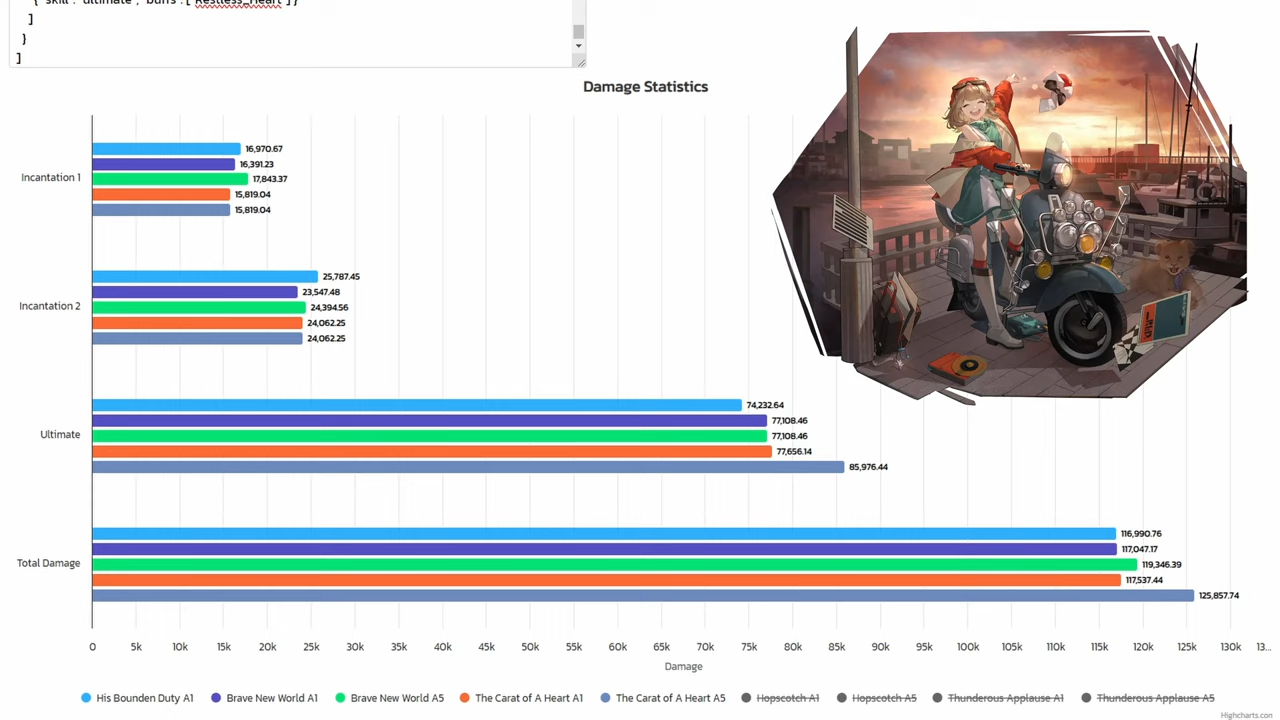 { "skill": "ultimate", "buffs": ["Restless_Heart"]}
]
}
]
Damage Statistics
Incantation 1
16,970.67
16,391.23
17,843.37
15,819.04
15,819.04
Incantation 2
25,787.45
23,547.48
24,394.56
24,062.25
24,062.25
Ultimate
74,232.64
77,108.46
77,108.46
77,656.14
85,976.44
Total Damage
116,990.76
117,047.17
119,346.39
117,537.44
125,857.74
0 5k 10k 15k 20k 25k 30k 35k 40k 45k 50k 55k 60k 65k 70k 75k 80k 85k 90k 95k 100k 105k 110k 115k 120k 125k 130k 13...
Damage
His Bounden Duty A1 Brave New World A1 Brave New World A5 The Carat of A Heart A1 The Carat of A Heart A5 Hopscotch A1 Hopscotch A5 Thunderous Applause A1 Thunderous Applause A5
Highcharts.com